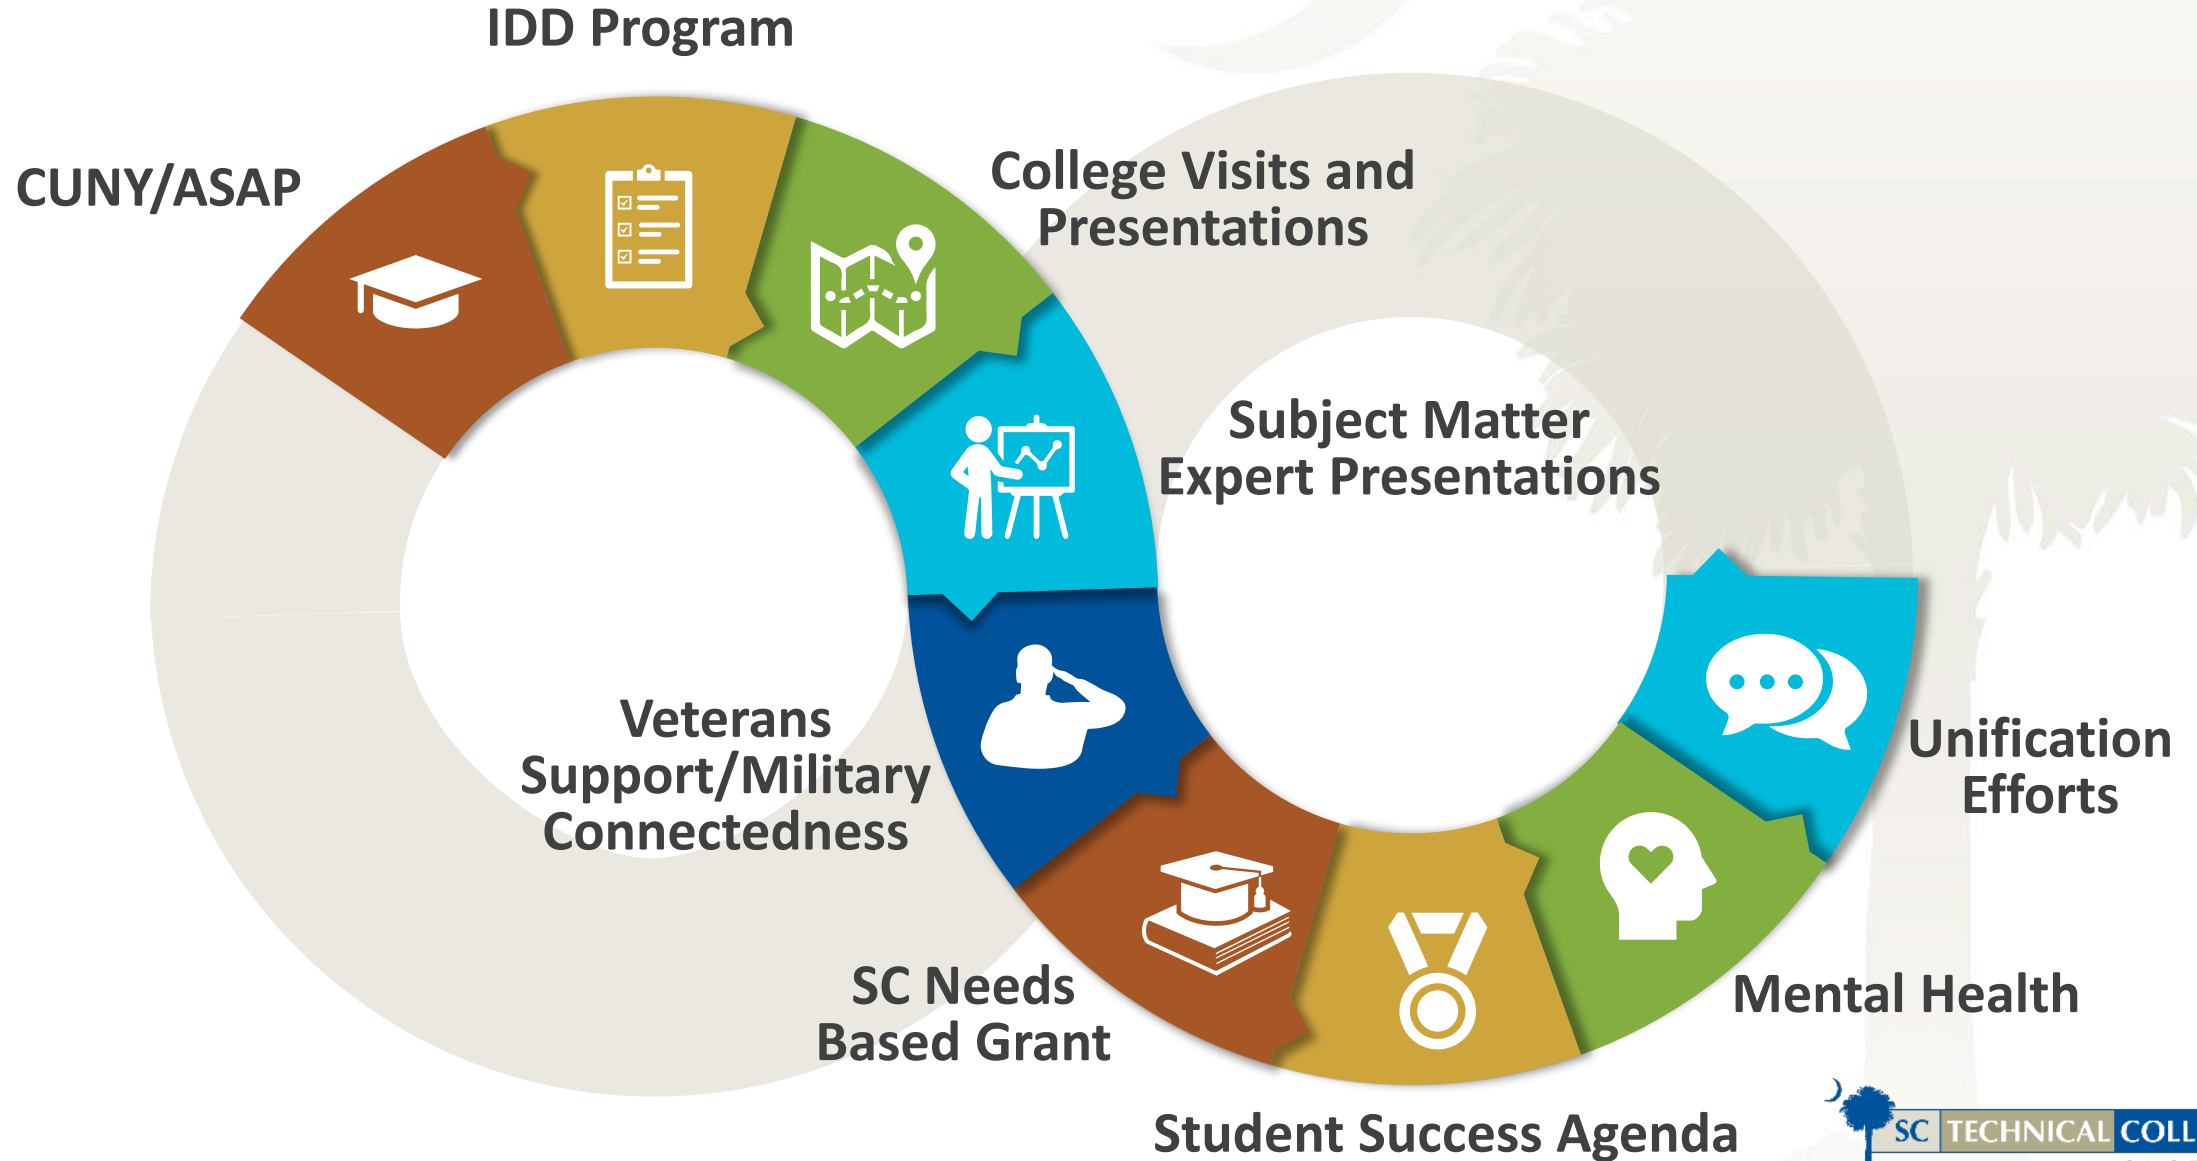 IDD Program
CUNY/ASAP
College Visits and
Presentations
Subject Matter
Expert Presentations
Veterans
Support/Military
Connectedness
Unification
Efforts
SC Needs
Based Grant
Mental Health
Student Success Agenda
SC TECHNICAL COLL